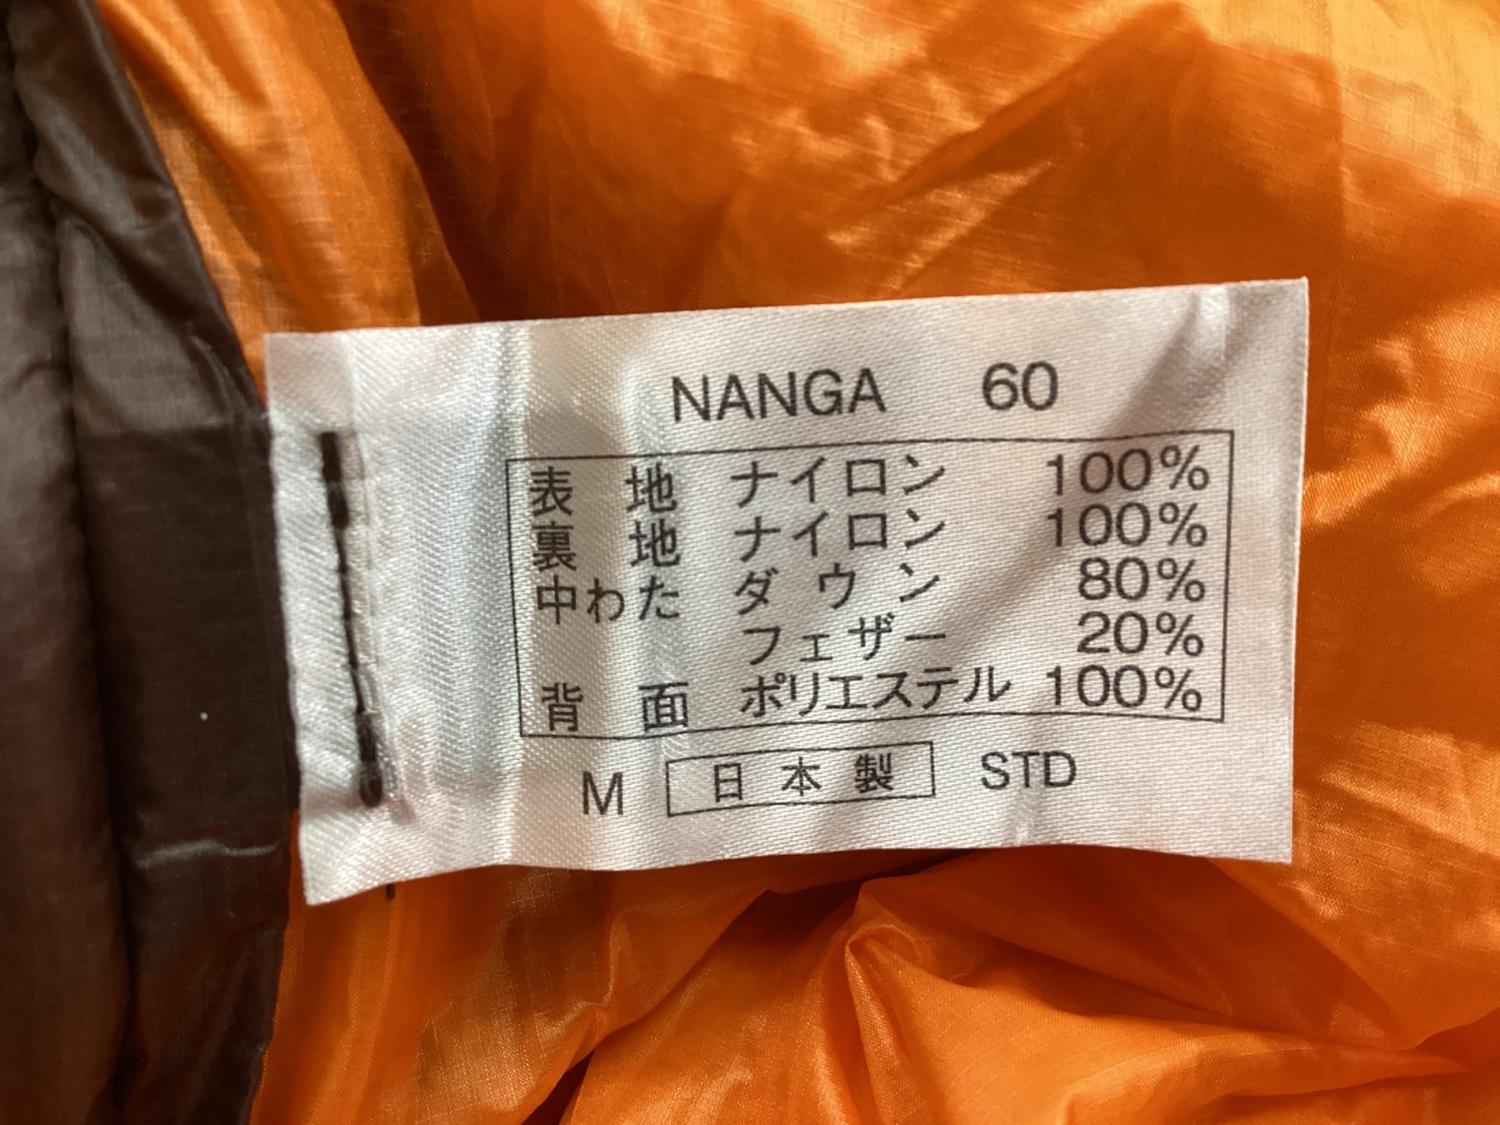 NANGA 60
表地 ナイロン 100%
裏地 ナイロン 100%
中わた ダウン 80%
フェザー 20%
背面 ポリエステル 100%
M 日本製 STD